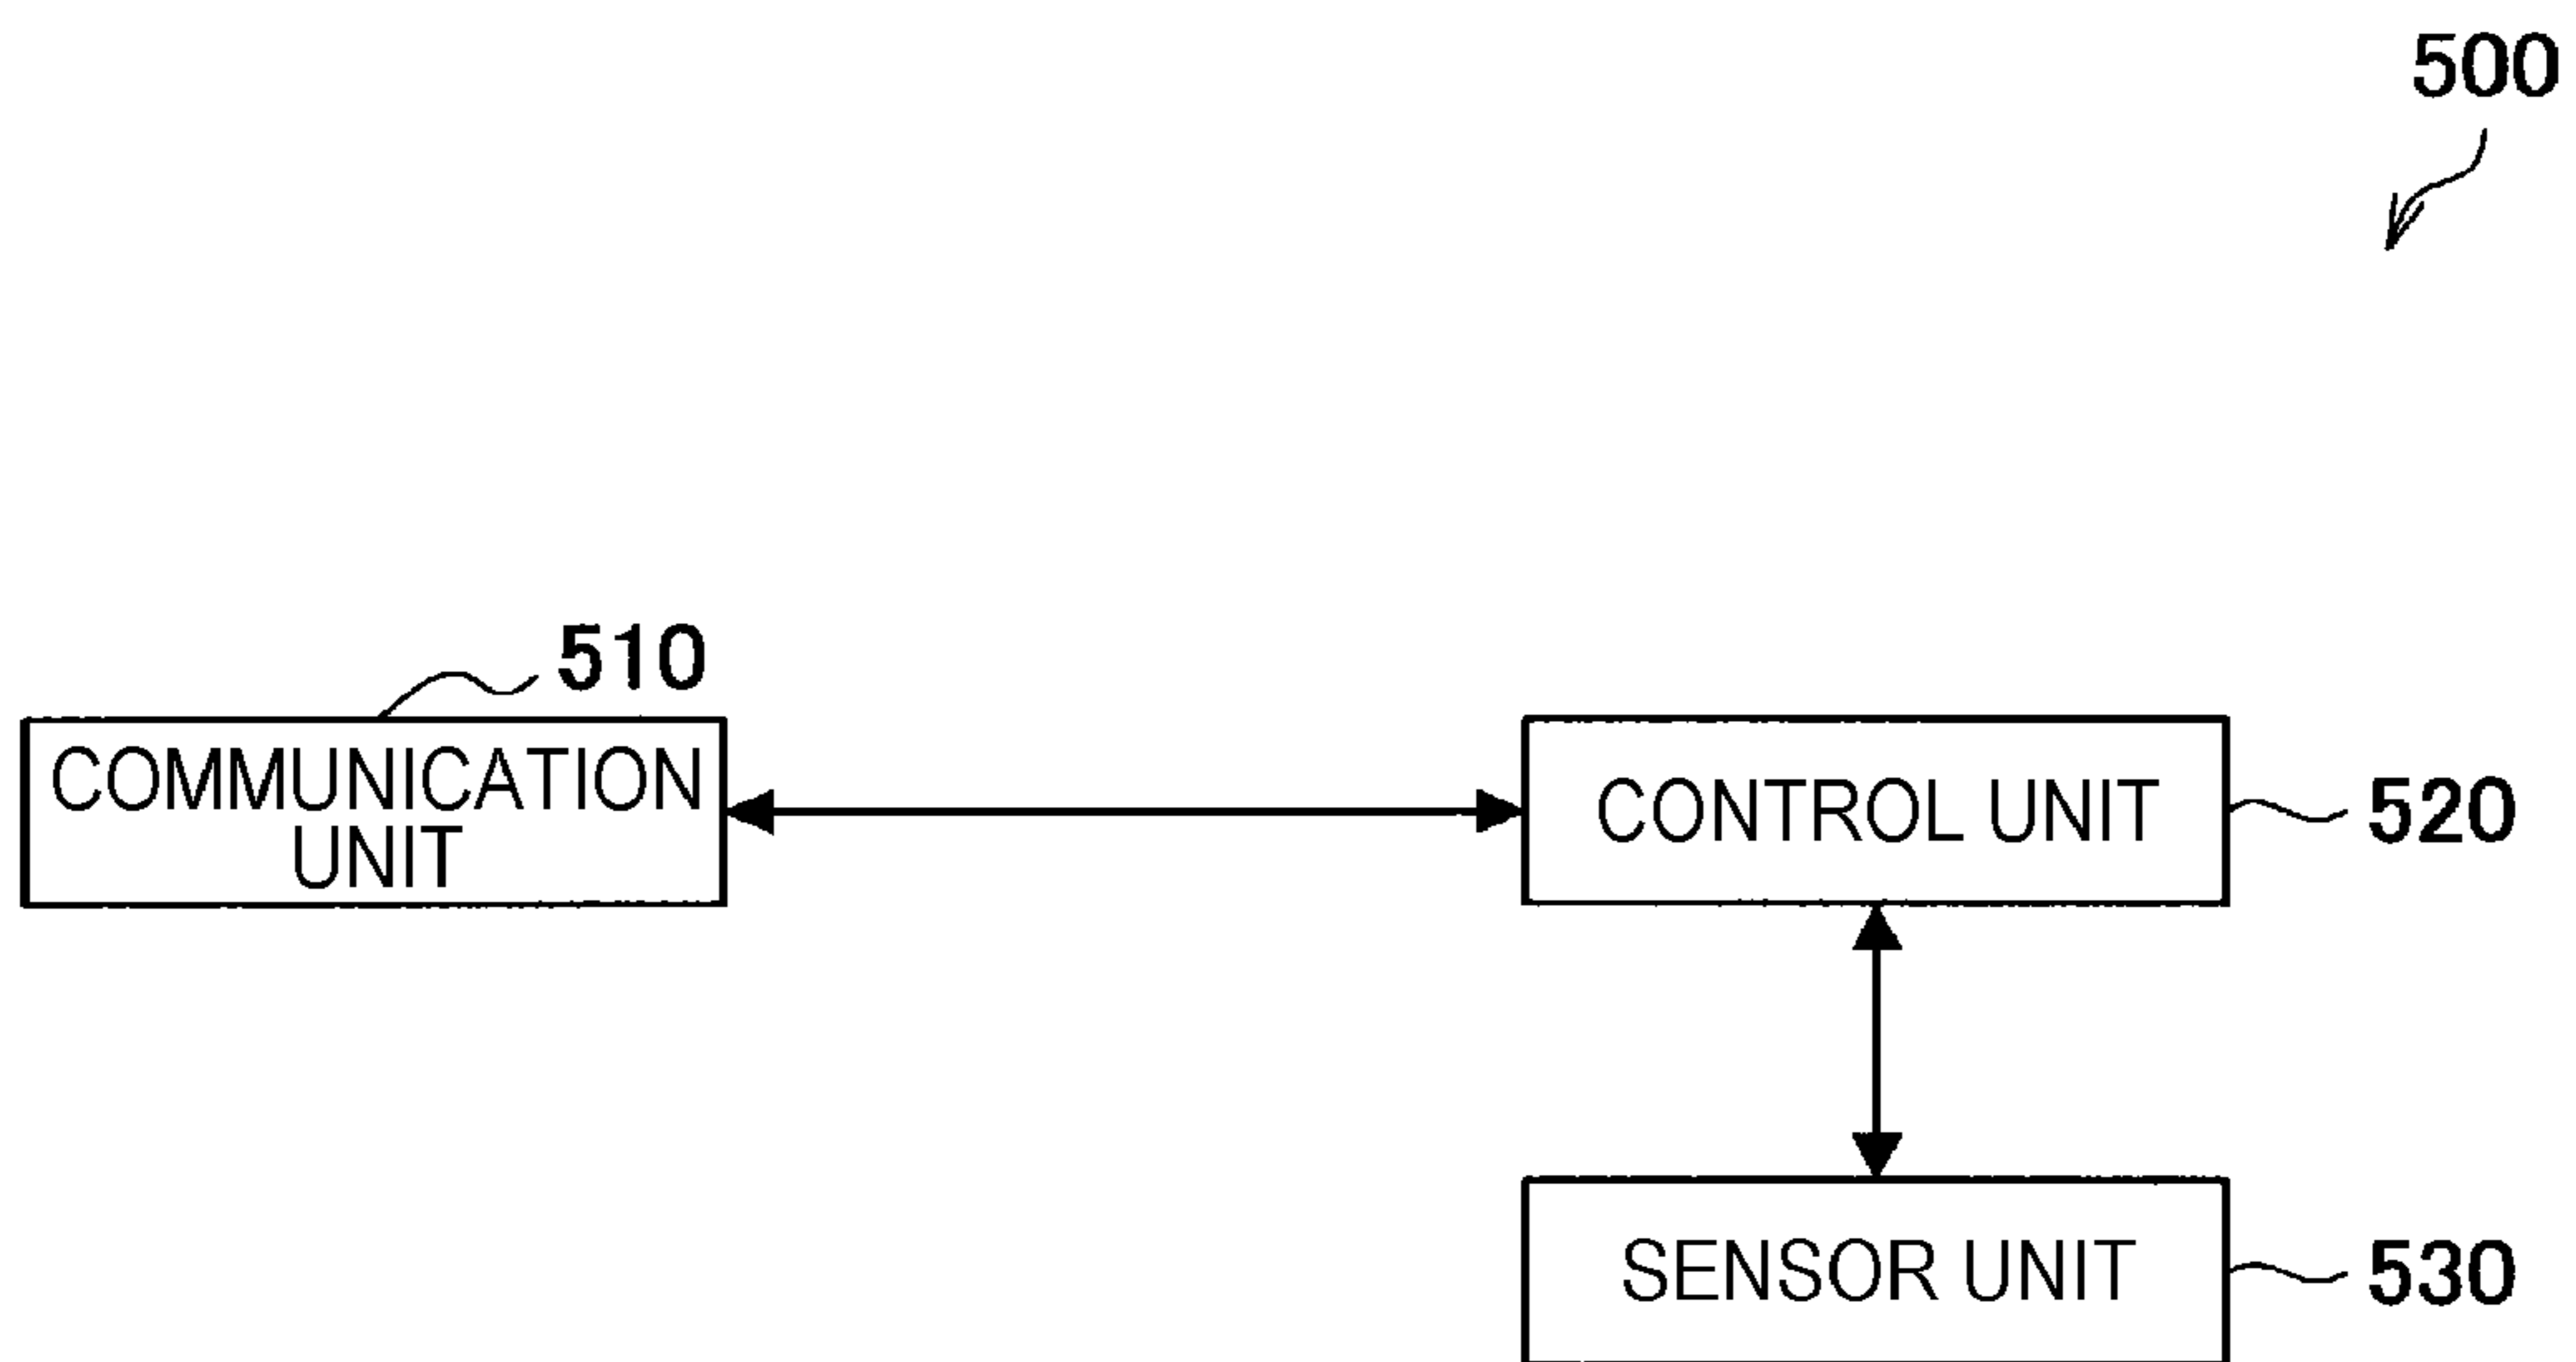 500
510
COMMUNICATION
UNIT
CONTROL UNIT
520
SENSOR UNIT
530